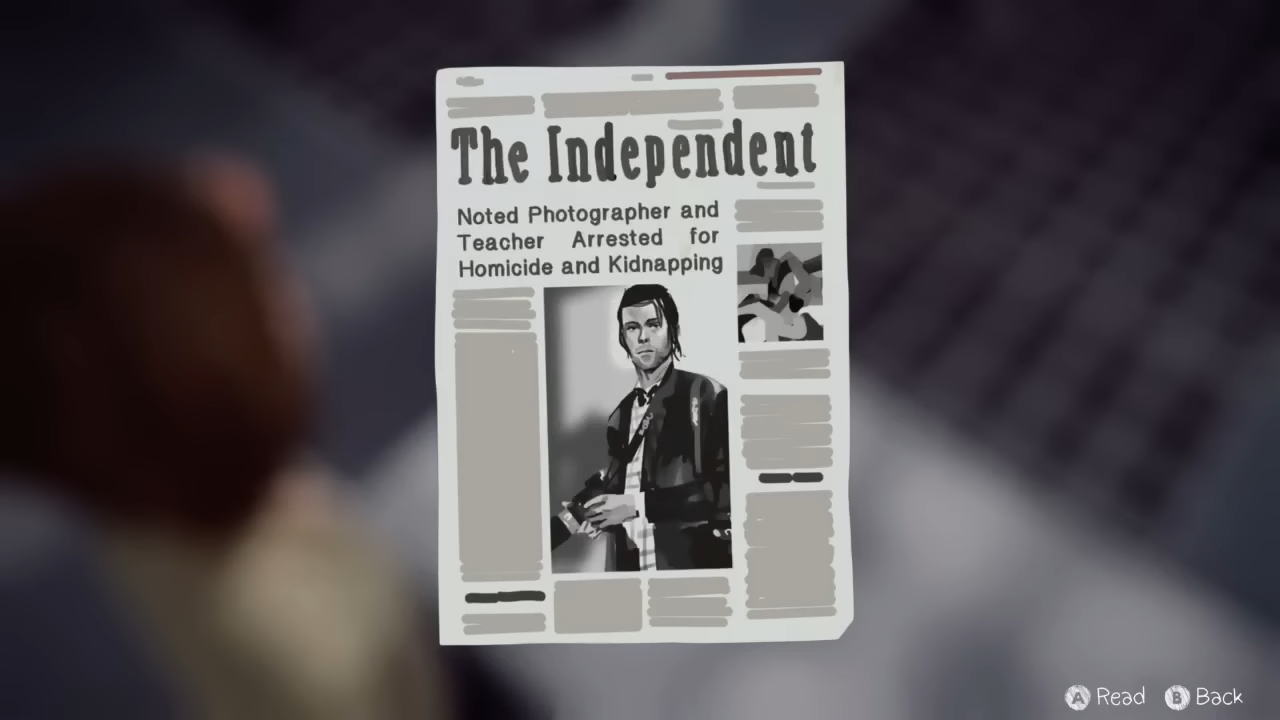 The Independent
Noted Photographer and
Teacher Arrested for
Homicide and Kidnapping
A Read B Back